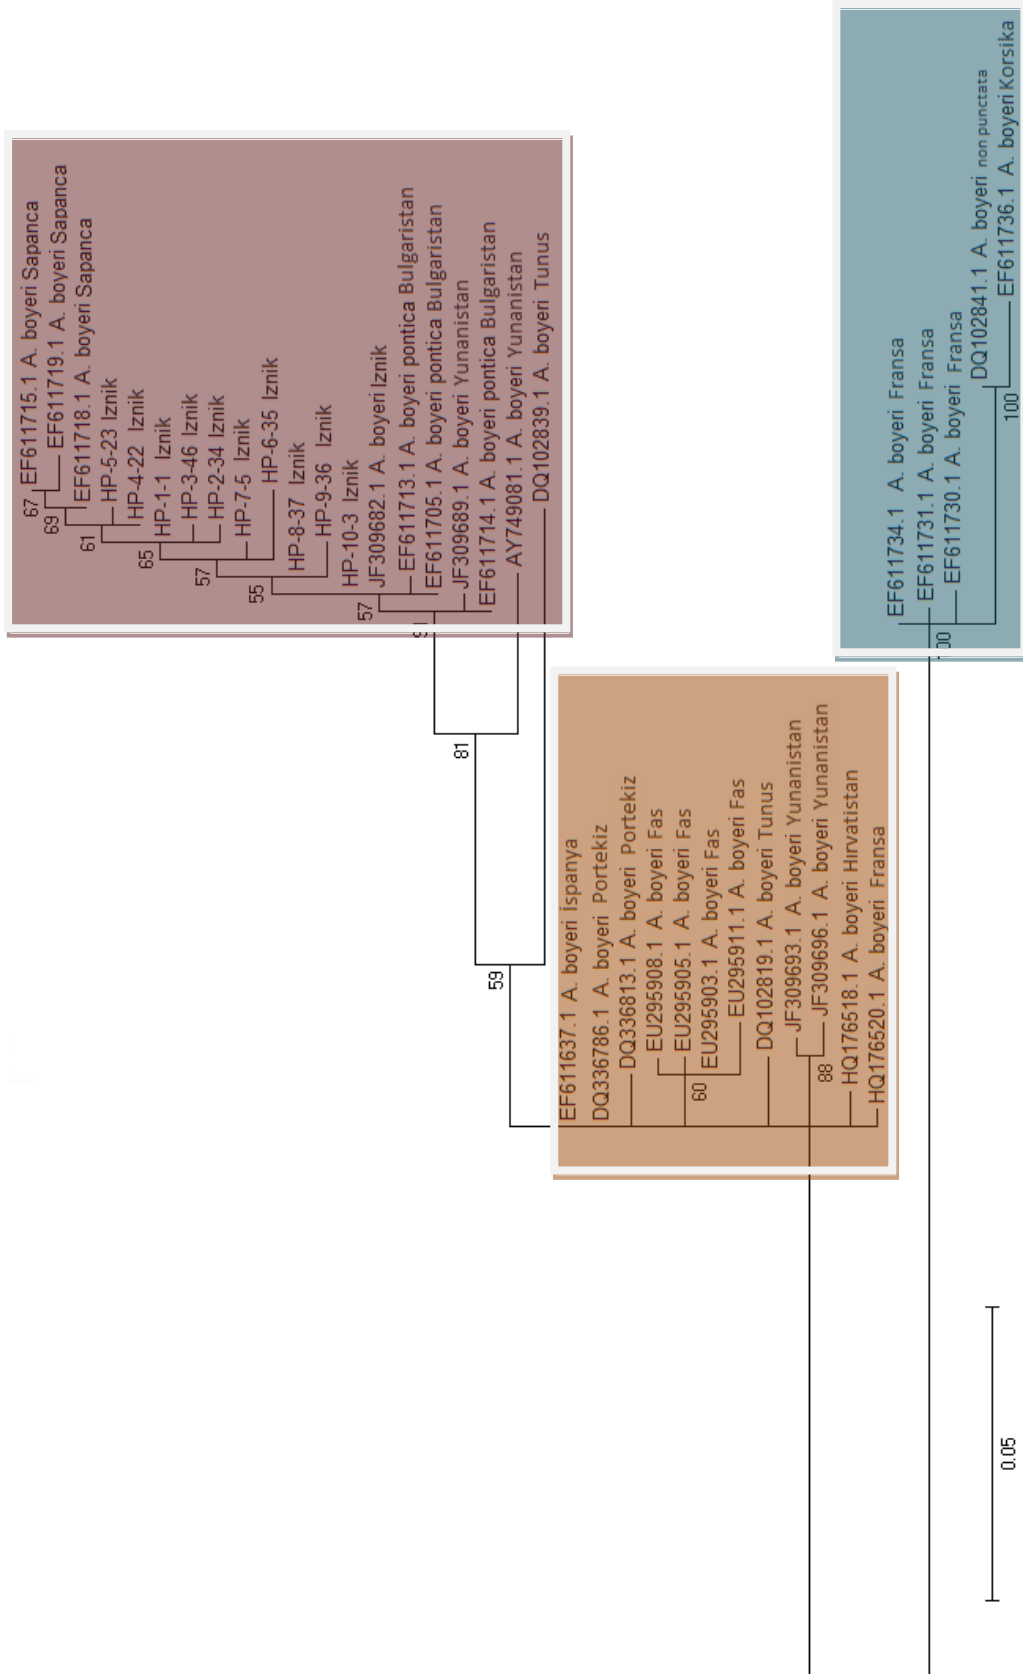 EF611715.1 A. boyeri Sapanca
EF611719.1 A. boyeri Sapanca
EF611718.1 A. boyeri Sapanca
HP-5-23 Iznik
HP-4-22 Iznik
HP-1-1 Iznik
HP-3-46 Iznik
HP-2-34 Iznik
HP-7-5 Iznik
HP-6-35 Iznik
HP-8-37 Iznik
HP-9-36 Iznik
HP-10-3 Iznik
JF309682.1 A. boyeri Iznik
EF611713.1 A. boyeri pontica Bulgaristan
EF611705.1 A. boyeri pontica Bulgaristan
JF309689.1 A. boyeri Yunanistan
EF611714.1 A. boyeri pontica Bulgaristan
AY749081.1 A. boyeri Yunanistan
DQ102839.1 A. boyeri Tunus
67
69
61
65
57
55
57
81
59
EF611637.1 A. boyeri İspanya
DQ336786.1 A. boyeri Portekiz
DQ336813.1 A. boyeri Portekiz
EU295908.1 A. boyeri Fas
EU295905.1 A. boyeri Fas
EU295903.1 A. boyeri Fas
EU295911.1 A. boyeri Fas
DQ102819.1 A. boyeri Tunus
JF309693.1 A. boyeri Yunanistan
JF309696.1 A. boyeri Yunanistan
HQ176518.1 A. boyeri Hırvatistan
HQ176520.1 A. boyeri Fransa
60
88
EF611734.1 A. boyeri Fransa
EF611731.1 A. boyeri Fransa
EF611730.1 A. boyeri Fransa
DQ102841.1 A. boyeri non punctata
EF611736.1 A. boyeri Korsika
100
0.05